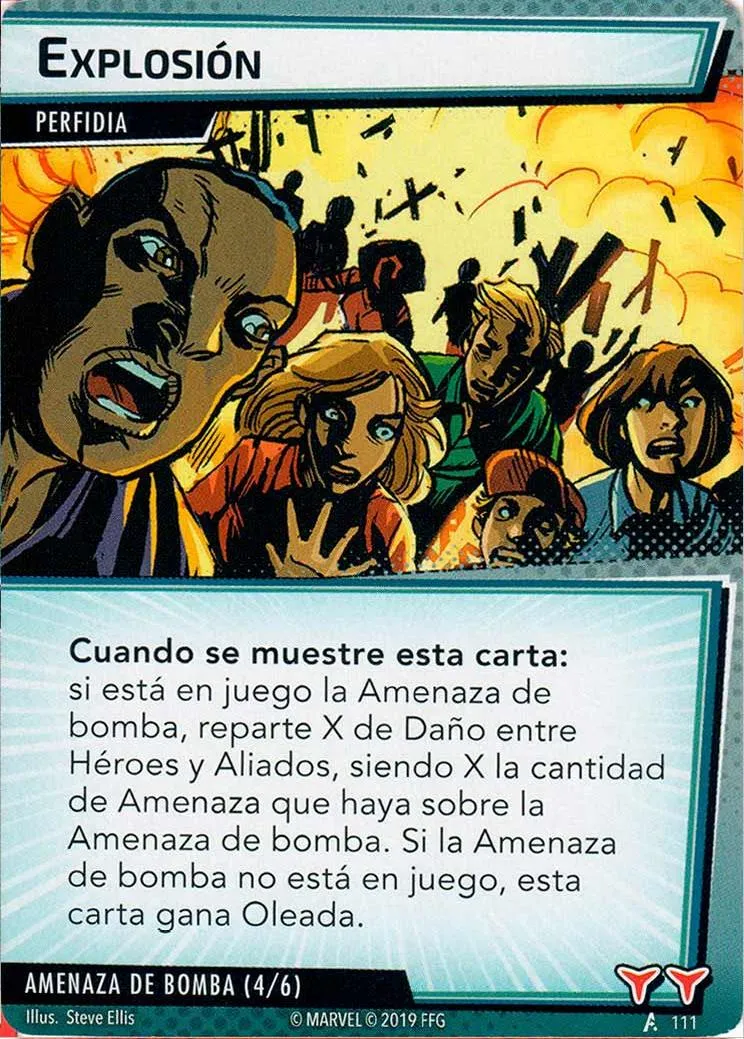 EXPLOSIÓN
PERFIDIA
Cuando se muestre esta carta:
si está en juego la Amenaza de
bomba, reparte X de Daño entre
Héroes y Aliados, siendo X la cantidad
de Amenaza que haya sobre la
Amenaza de bomba. Si la Amenaza
de bomba no está en juego, esta
carta gana Oleada.
AMENAZA DE BOMBA (4/6)
Illus. Steve Ellis
© MARVEL © 2019 FFG
111